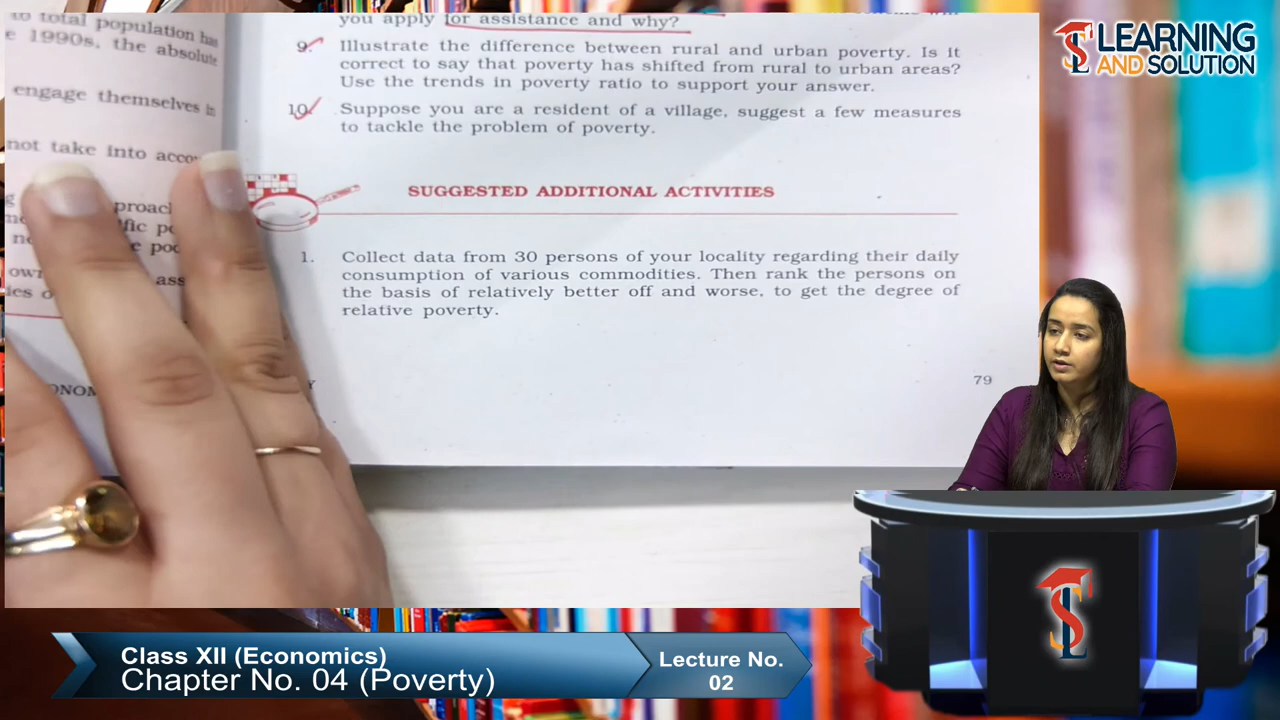 to total population has
e 1990s, the absolute
engage themselves in
not take into
own
you apply for assistance and why?
9. Illustrate the difference between rural and urban poverty. Is it
correct to say that poverty has shifted from rural to urban areas?
Use the trends in poverty ratio to support your answer.
10. Suppose you are a resident of a village, suggest a few measures
to tackle the problem of poverty.
SUGGESTED ADDITIONAL ACTIVITIES
1. Collect data from 30 persons of your locality regarding their daily
consumption of various commodities. Then rank the persons on
the basis of relatively better off and worse, to get the degree of
relative poverty.
79
LEARNING
AND SOLUTION
Class XII (Economics)
Chapter No. 04 (Poverty)
Lecture No.
02